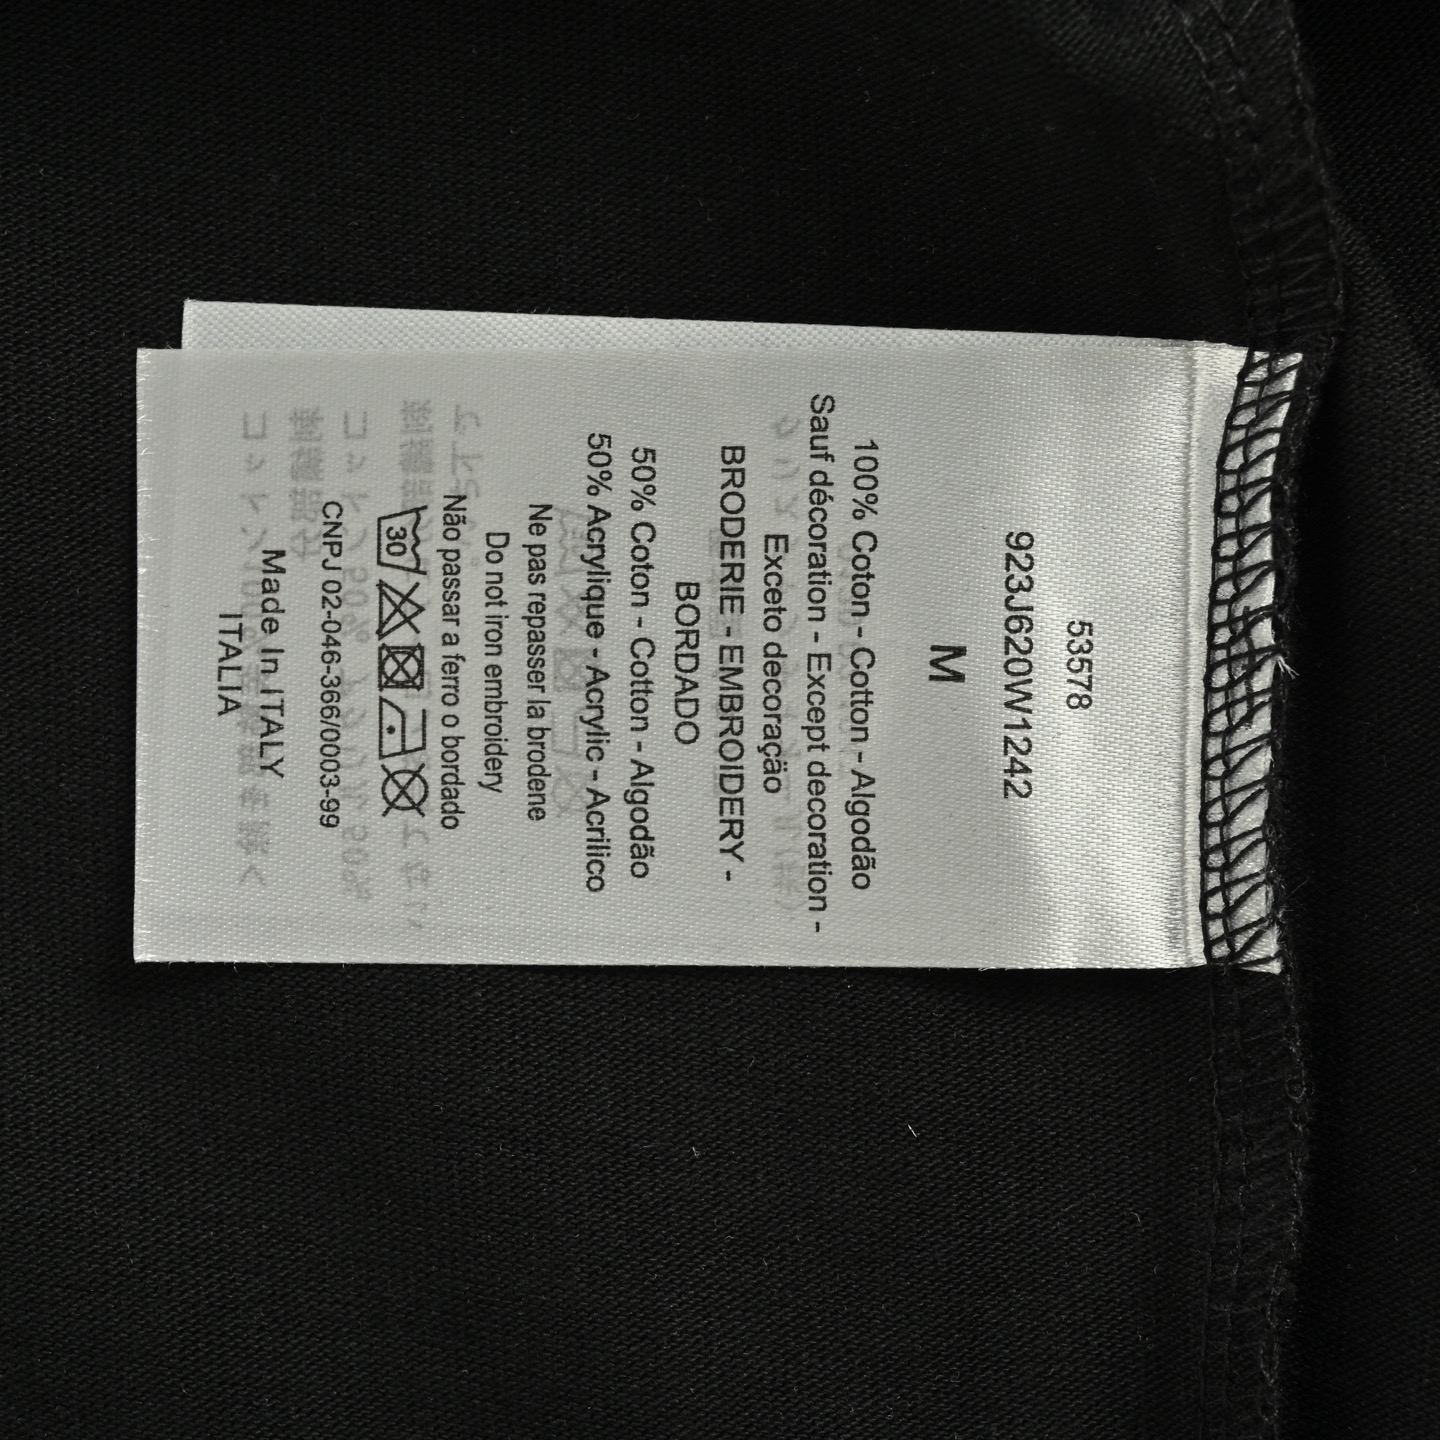 53578
923J620W1242
M
100% Coton - Cotton - Algodão
Sauf décoration - Except decoration -
Exceto decoração
BRODERIE - EMBROIDERY -
BORDADO
50% Coton - Cotton - Algodão
50% Acrylique - Acrylic - Acrilico
Ne pas repasser la brodene
Do not iron embroidery
Não passar a ferro o bordado
30
CNPJ 02-046-366/0003-99
Made In ITALY
ITALIA